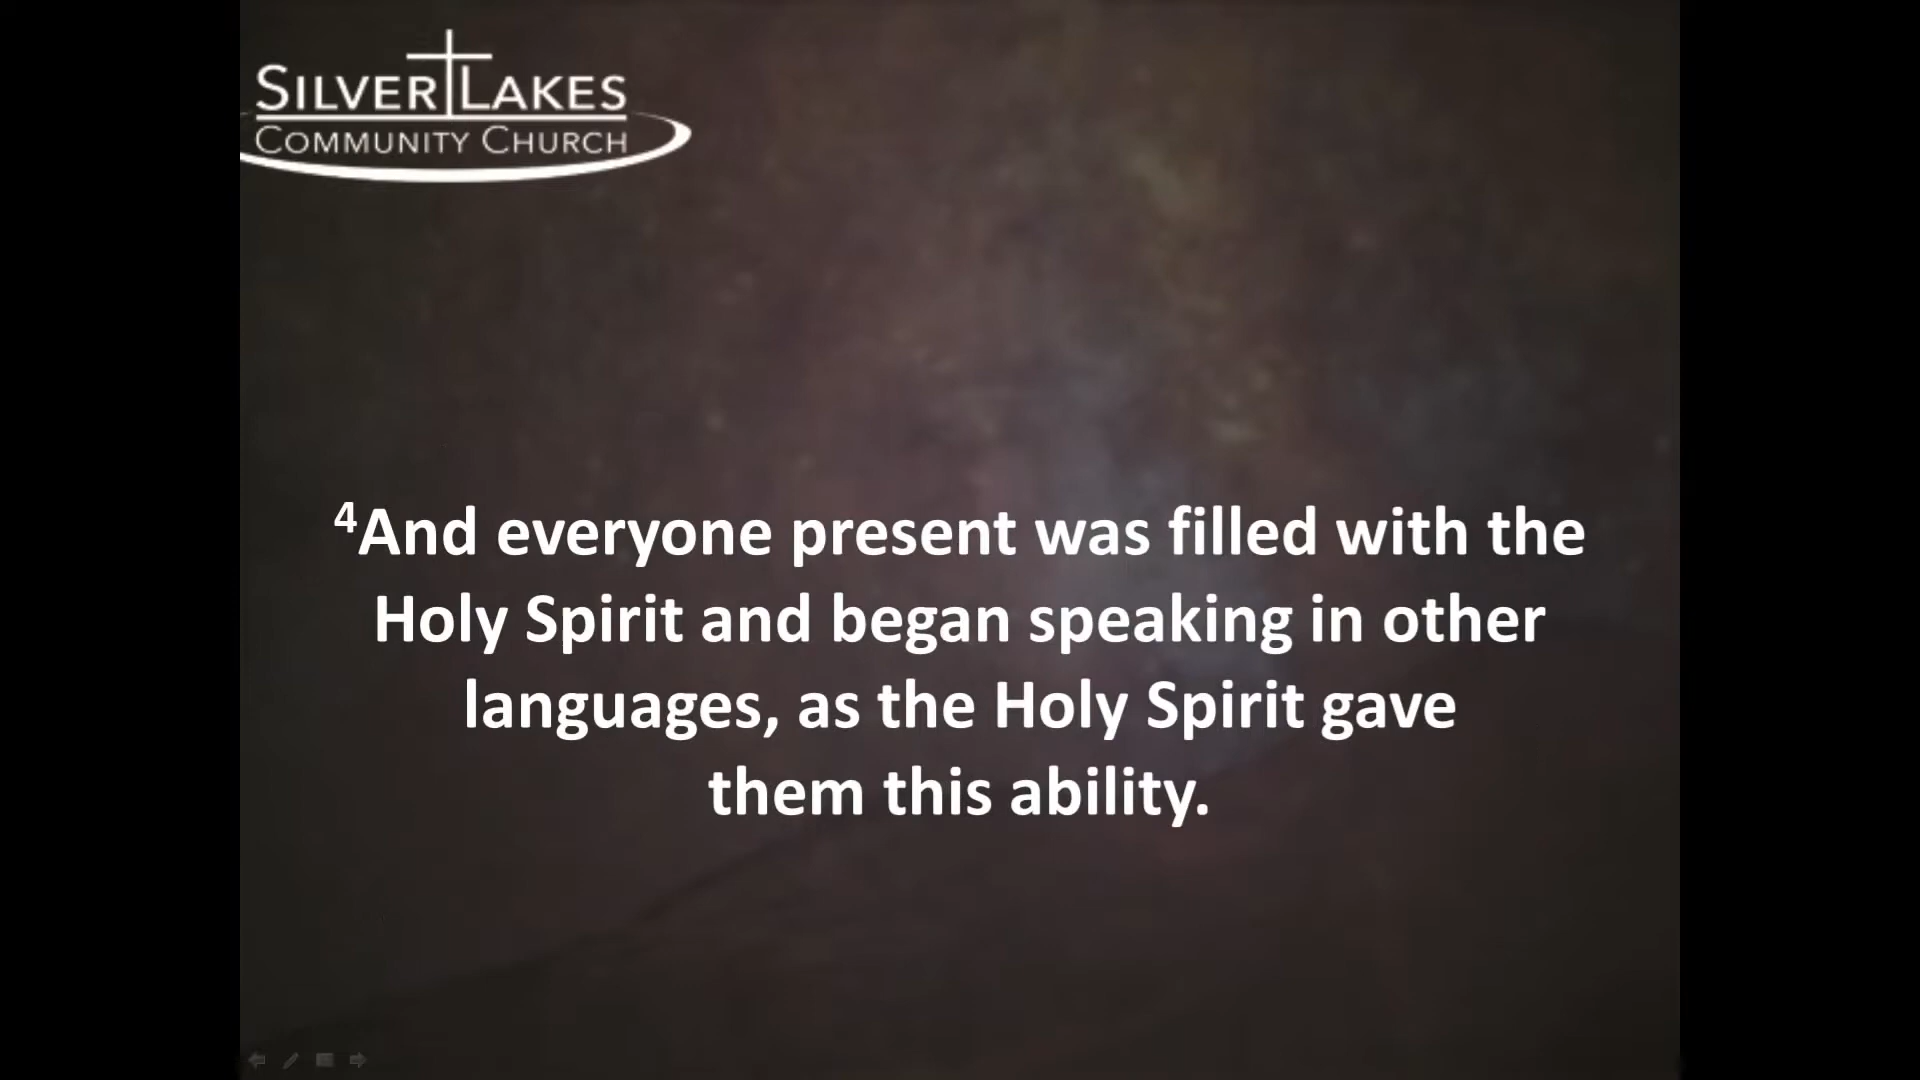 SILVER LAKES
COMMUNITY CHURCH
⁴And everyone present was filled with the
Holy Spirit and began speaking in other
languages, as the Holy Spirit gave
them this ability.